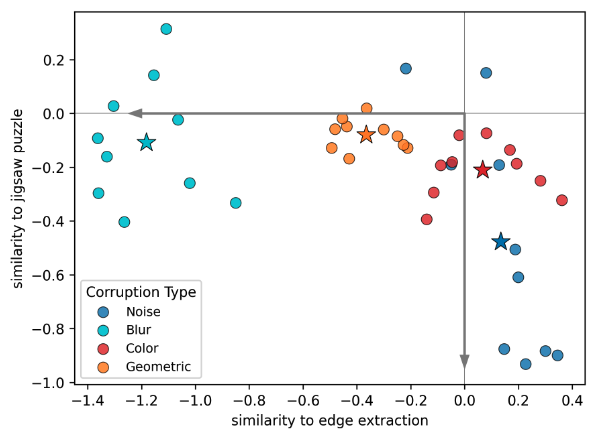 similarity to jigsaw puzzle
0.2
0.0
−0.2
−0.4
−0.6
−0.8
−1.0
Corruption Type
Noise
Blur
Color
Geometric
−1.4 −1.2 −1.0 −0.8 −0.6 −0.4 −0.2 0.0 0.2 0.4
similarity to edge extraction